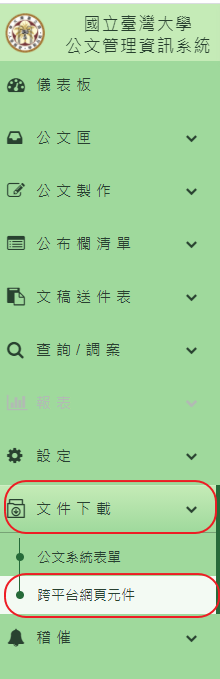 國立臺灣大學
公文管理資訊系統
儀表板
公文匣
公文製作
公布欄清單
文稿送件表
查詢/調案
報表
設定
文件下載
公文系統表單
跨平台網頁元件
稽催